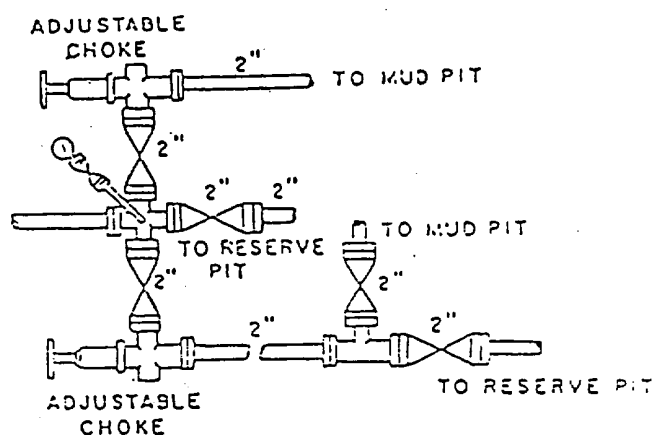 ADJUSTABLE
CHOKE
2"
TO MUD PIT
2"
2"
2"
TO RESERVE
PIT
TO MUD PIT
2"
2"
2"
2"
TO RESERVE PIT
ADJUSTABLE
CHOKE